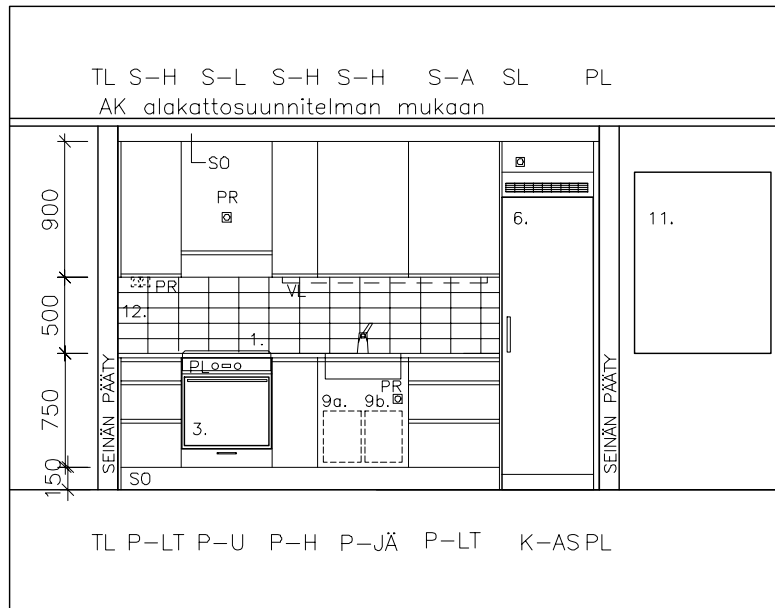 TL S-H S-L S-H S-H S-A SL PL
AK alakattosuunnitelman mukaan
SO
PR
900
6.
11.
PR
VL
12.
500
1.
PL
PR
9a. 9b.
3.
750
SEINÄN PÄÄTY
SEINÄN PÄÄTY
150
SO
TL P-LT P-U P-H P-JÄ P-LT K-AS PL